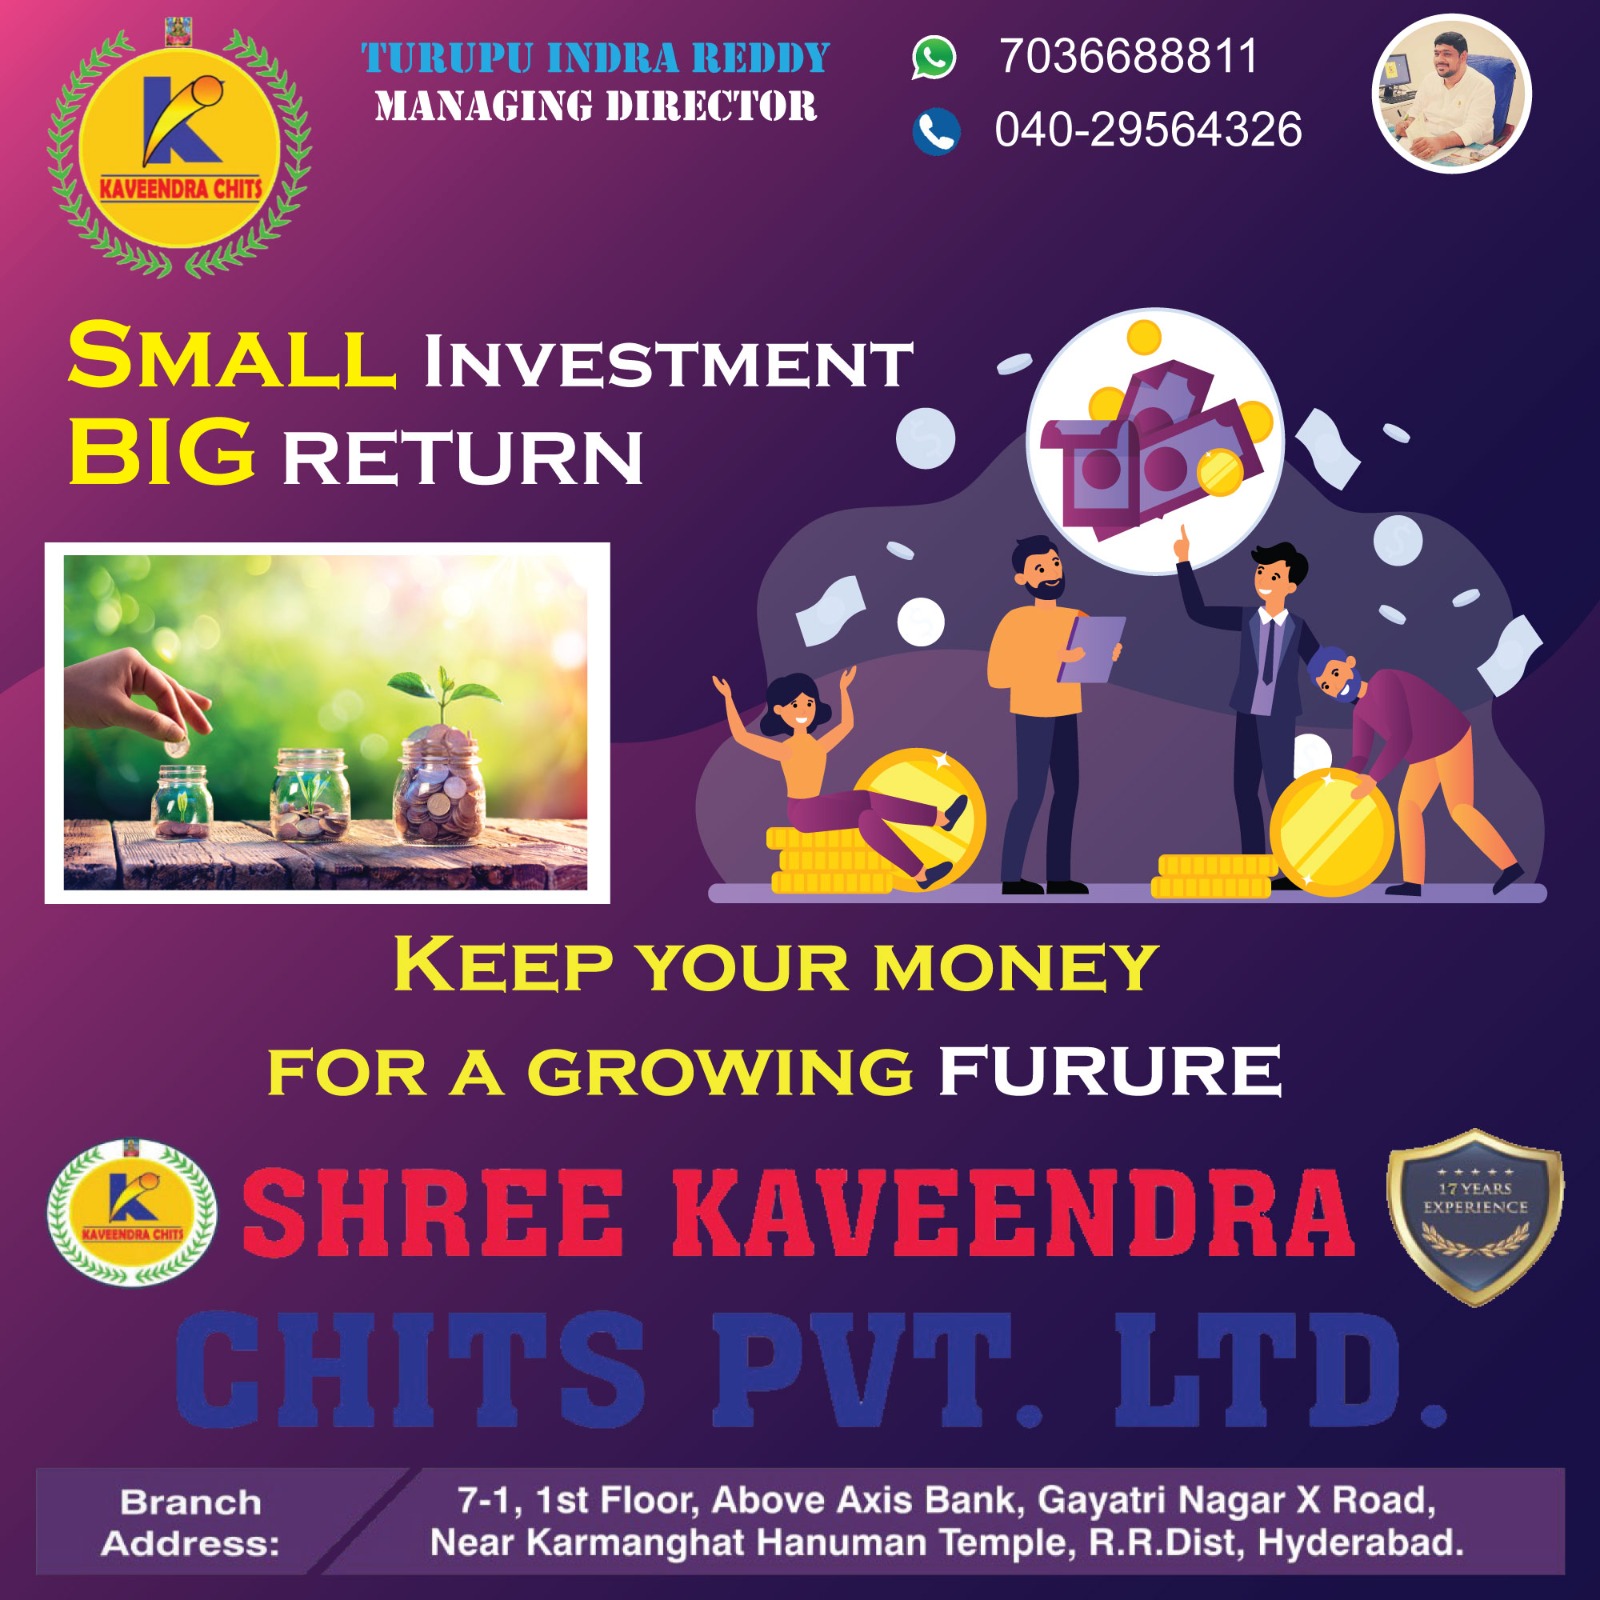 KAVEENDRA CHITS
TURUPU INDRA REDDY
MANAGING DIRECTOR
7036688811
040-29564326
SMALL INVESTMENT
BIG RETURN
KEEP YOUR MONEY
FOR A GROWING FURURE
KAVEENDRA CHITS
SHREE KAVEENDRA
17 YEARS
EXPERIENCE
CHITS PVT. LTD.
Branch
Address:
7-1, 1st Floor, Above Axis Bank, Gayatri Nagar X Road,
Near Karmanghat Hanuman Temple, R.R.Dist, Hyderabad.